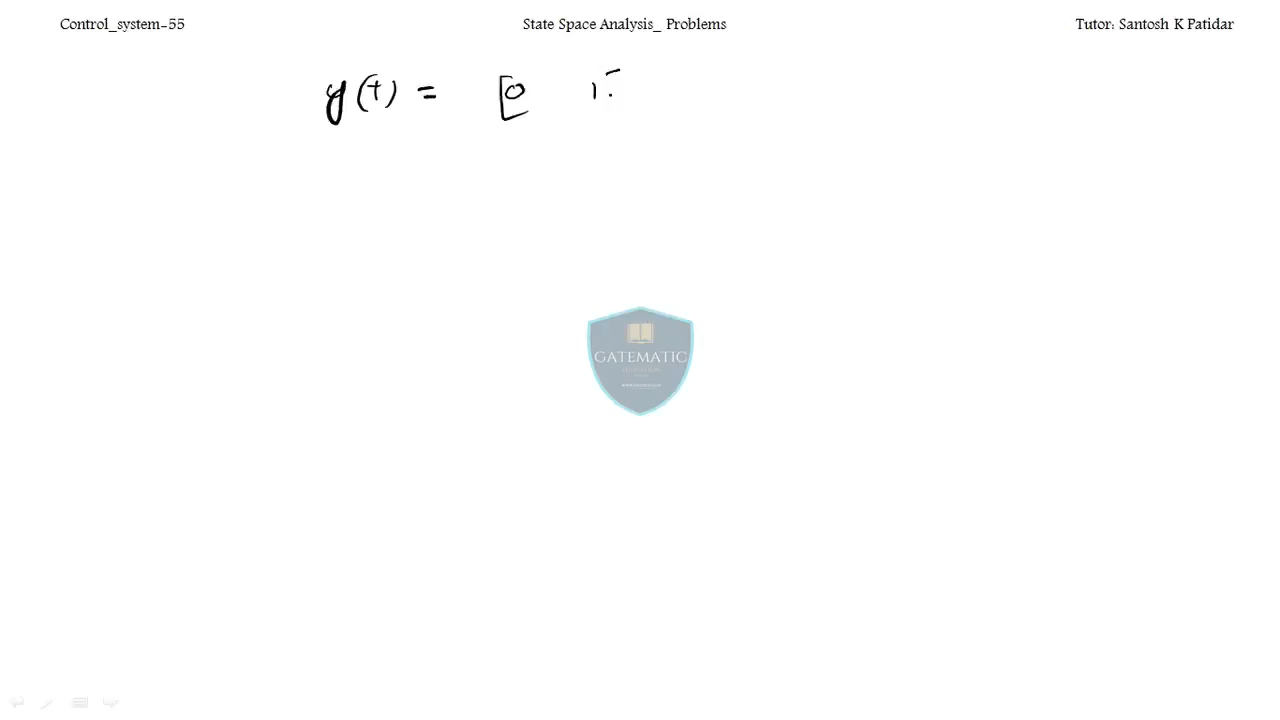 Control_system-55 State Space Analysis_ Problems Tutor: Santosh K Patidar
y(t) = [0 1
GATEMATIC